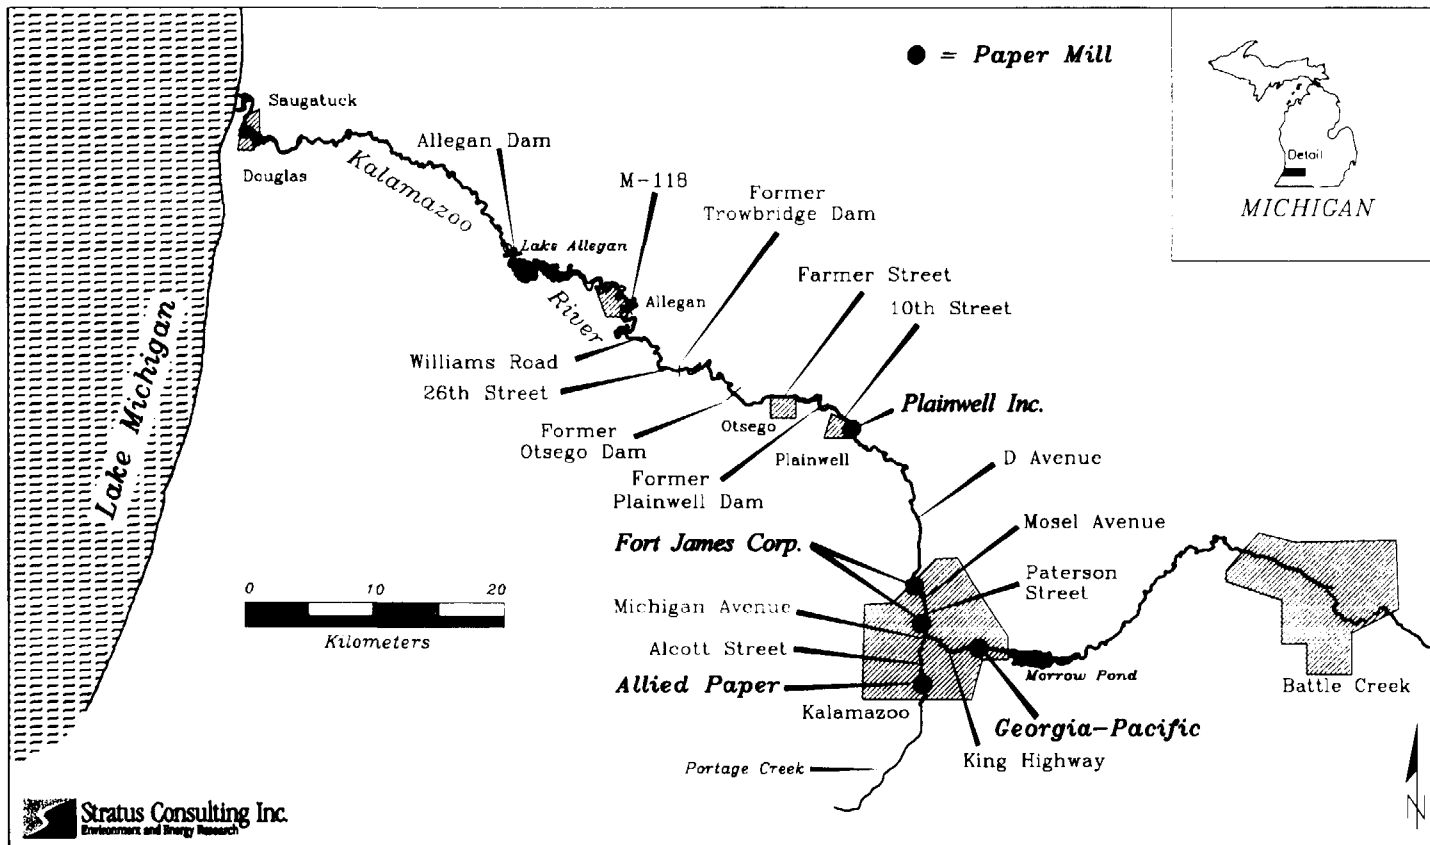 = Paper Mill
Saugatuck
Allegan Dam
Detail
MICHIGAN
Douglas
Kalamazoo
M-118
Former
Trowbridge Dam
Lake Allegan
Farmer Street
10th Street
Allegan
River
Lake Michigan
Williams Road
26th Street
Plainwell Inc.
Otsego
Former
Otsego Dam
Plainwell
D Avenue
Former
Plainwell Dam
Mosel Avenue
Fort James Corp.
Paterson
Street
0 10 20
Kilometers
Michigan Avenue
Alcott Street
Morrow Pond
Allied Paper
Battle Creek
Kalamazoo
Georgia-Pacific
King Highway
Portage Creek
N
Stratus Consulting Inc.
Environment and Energy Research